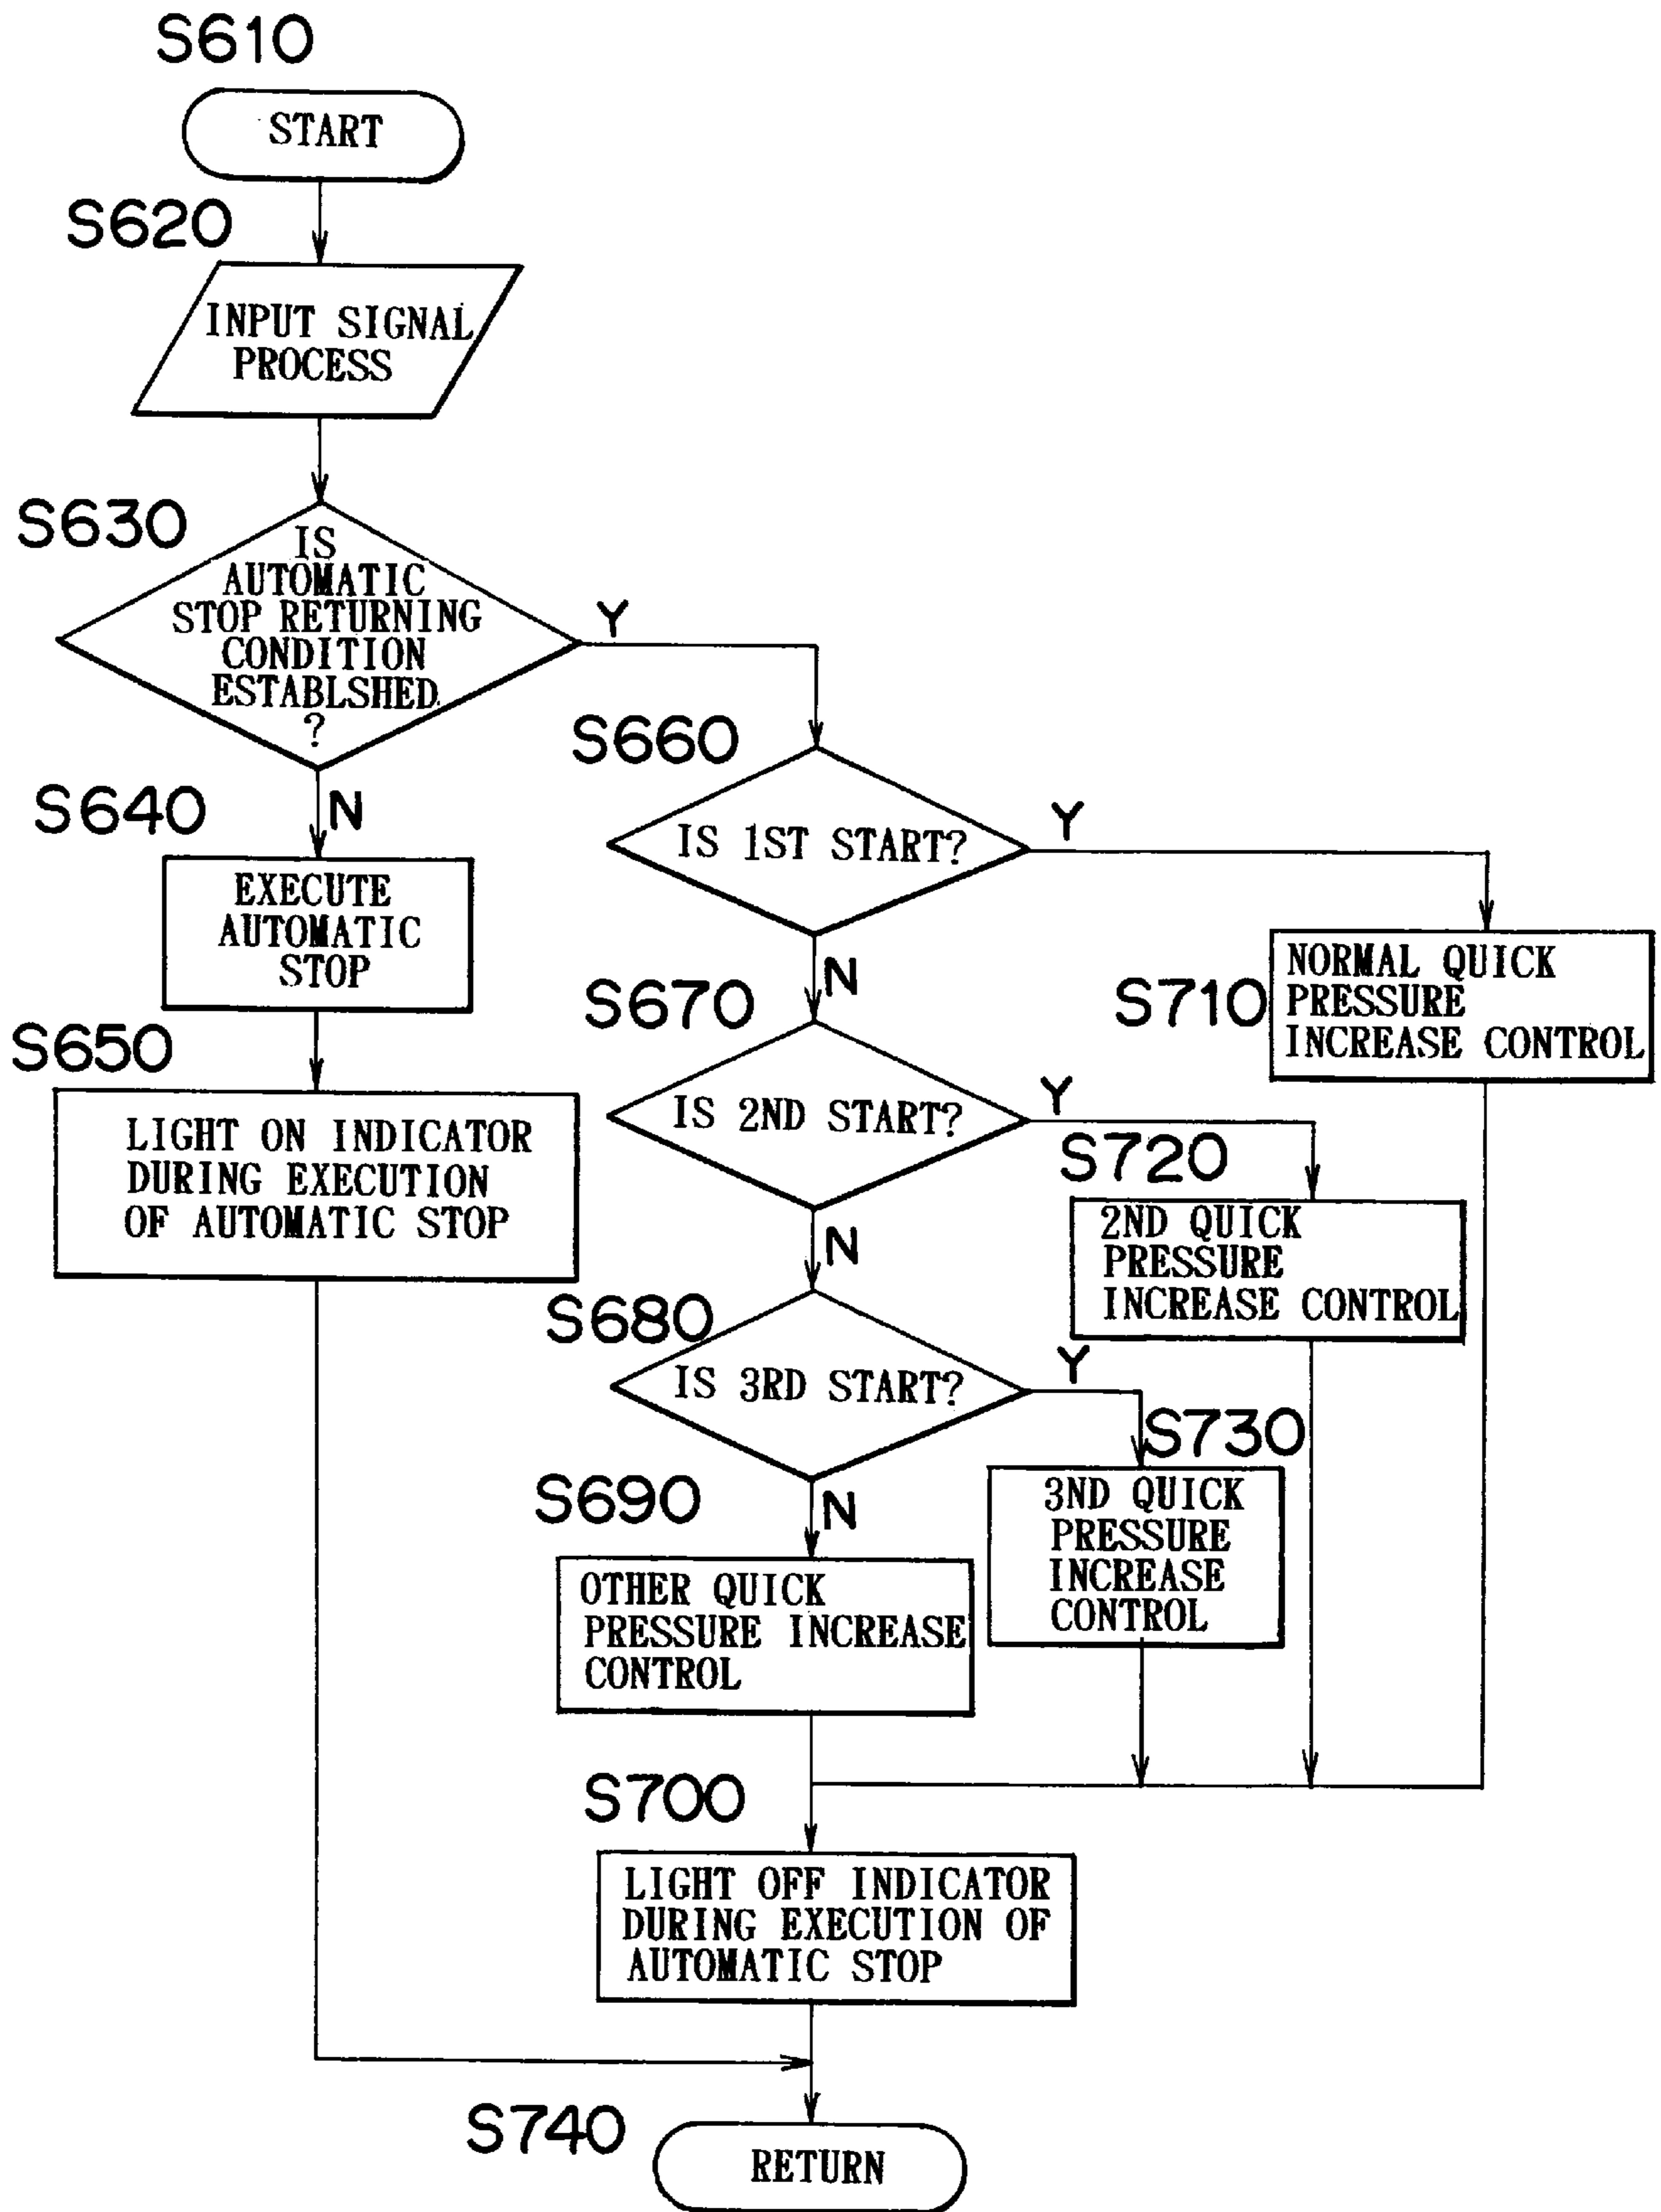 S610
START
S620
INPUT SIGNAL
PROCESS
S630
IS
AUTOMATIC
STOP RETURNING
CONDITION
ESTABLSHED
?
Y
S640
N
EXECUTE
AUTOMATIC
STOP
S650
LIGHT ON INDICATOR
DURING EXECUTION
OF AUTOMATIC STOP
S660
IS 1ST START?
Y
N
S710
NORMAL QUICK
PRESSURE
INCREASE CONTROL
S670
IS 2ND START?
Y
N
S720
2ND QUICK
PRESSURE
INCREASE CONTROL
S680
IS 3RD START?
Y
N
S730
3ND QUICK
PRESSURE
INCREASE
CONTROL
S690
OTHER QUICK
PRESSURE INCREASE
CONTROL
S700
LIGHT OFF INDICATOR
DURING EXECUTION OF
AUTOMATIC STOP
S740
RETURN